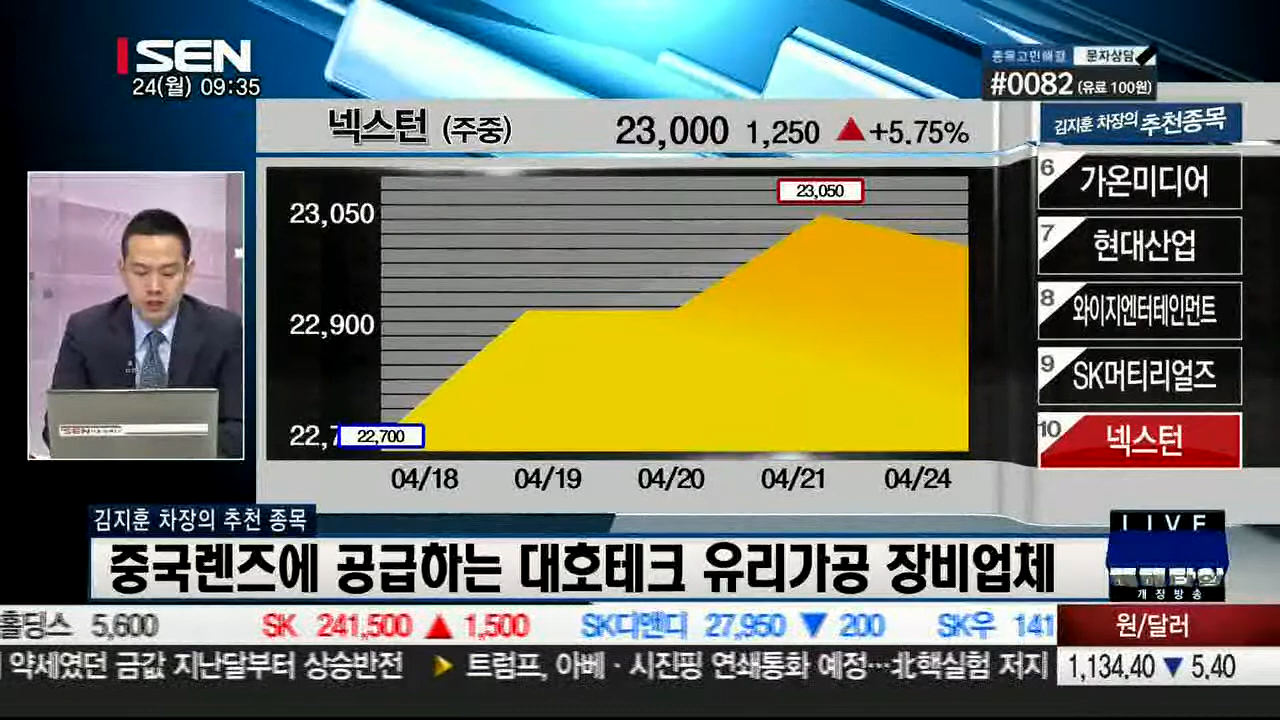 SEN
24(월) 09:35
종목고민해결 문자상담
#0082 (유료 100원)
넥스턴 (주중) 23,000 1,250 ▲+5.75%
김지훈 차장의 추천종목
6 가온미디어
7 현대산업
8 와이지엔터테인먼트
9 SK머티리얼즈
10 넥스턴
23,050
23,050
22,900
22,7
22,700
04/18 04/19 04/20 04/21 04/24
SEN
김지훈 차장의 추천 종목
중국렌즈에 공급하는 대호테크 유리가공 장비업체
LIVE
개장방송
홀딩스 5,600 SK 241,500 ▲ 1,500 SK디앤디 27,950 ▼ 200 SK우 141
원/달러
약세였던 금값 지난달부터 상승반전 ▶ 트럼프, 아베·시진핑 연쇄통화 예정…北핵실험 저지
1,134.40 ▼ 5.40